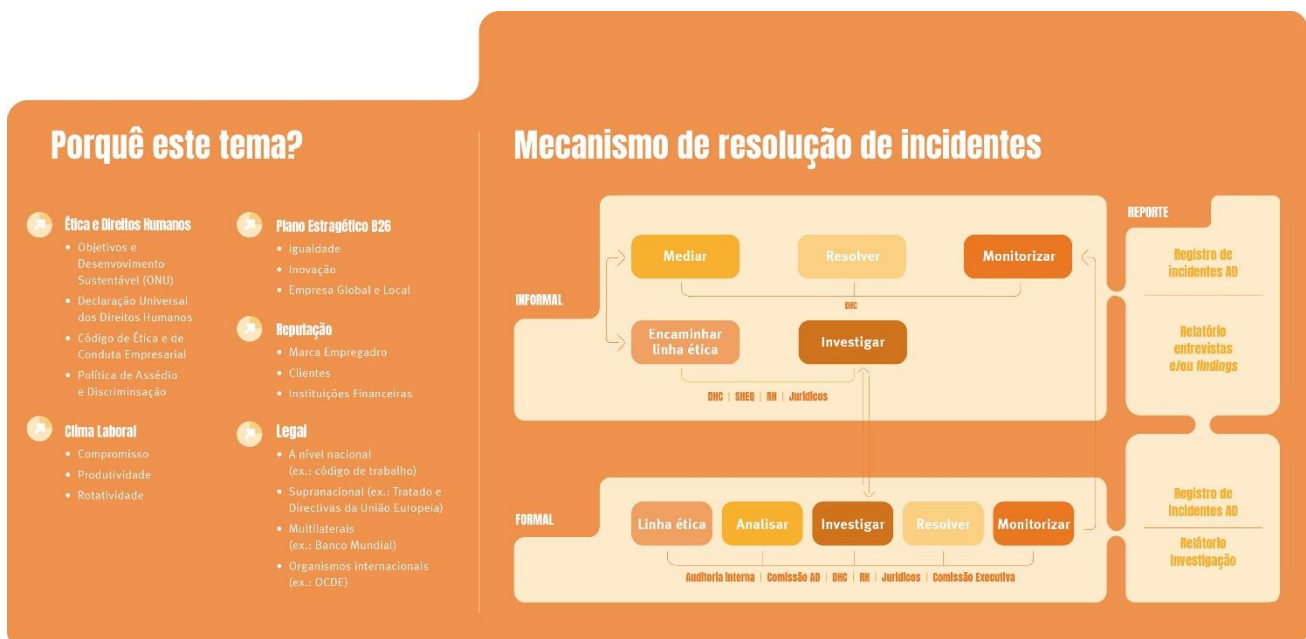 Porquê este tema?
Ética e Direitos Humanos
• Objetivos e
Desenvovimento
Sustentável (ONU)
• Declaração Universal
dos Direitos Humanos
• Código de Ética e de
Conduta Empresarial
• Política de Assédio
e Discriminsação
Clima Laboral
• Compromisso
• Produtividade
• Rotatividade
Plano Estragético B26
• Igualdade
• Inovação
• Empresa Global e Local
Reputação
• Marca Empregadro
• Clientes
• Instituições Financeiras
Legal
• A nível nacional
(ex.: código de trabalho)
• Supranacional (ex.: Tratado e
Directivas da União Europeia)
• Multilaterais
(ex.: Banco Mundial)
• Organismos internacionais
(ex.: OCDE)
Mecanismo de resolução de incidentes
INFORMAL
Mediar
Resolver
Monitorizar
DHC
Encaminhar
linha ética
Investigar
DHC | SHEQ | RH | Jurídicos
FORMAL
Linha ética
Analisar
Investigar
Resolver
Monitorizar
Auditoria Interna | Comissão AD | DHC | RH | Jurídicos | Comissão Executiva
REPORTE
Registro de
incidentes AD
Relatório
entrevistas
e/ou findings
Registro de
Incidentes AD
Relátorio
Investigação